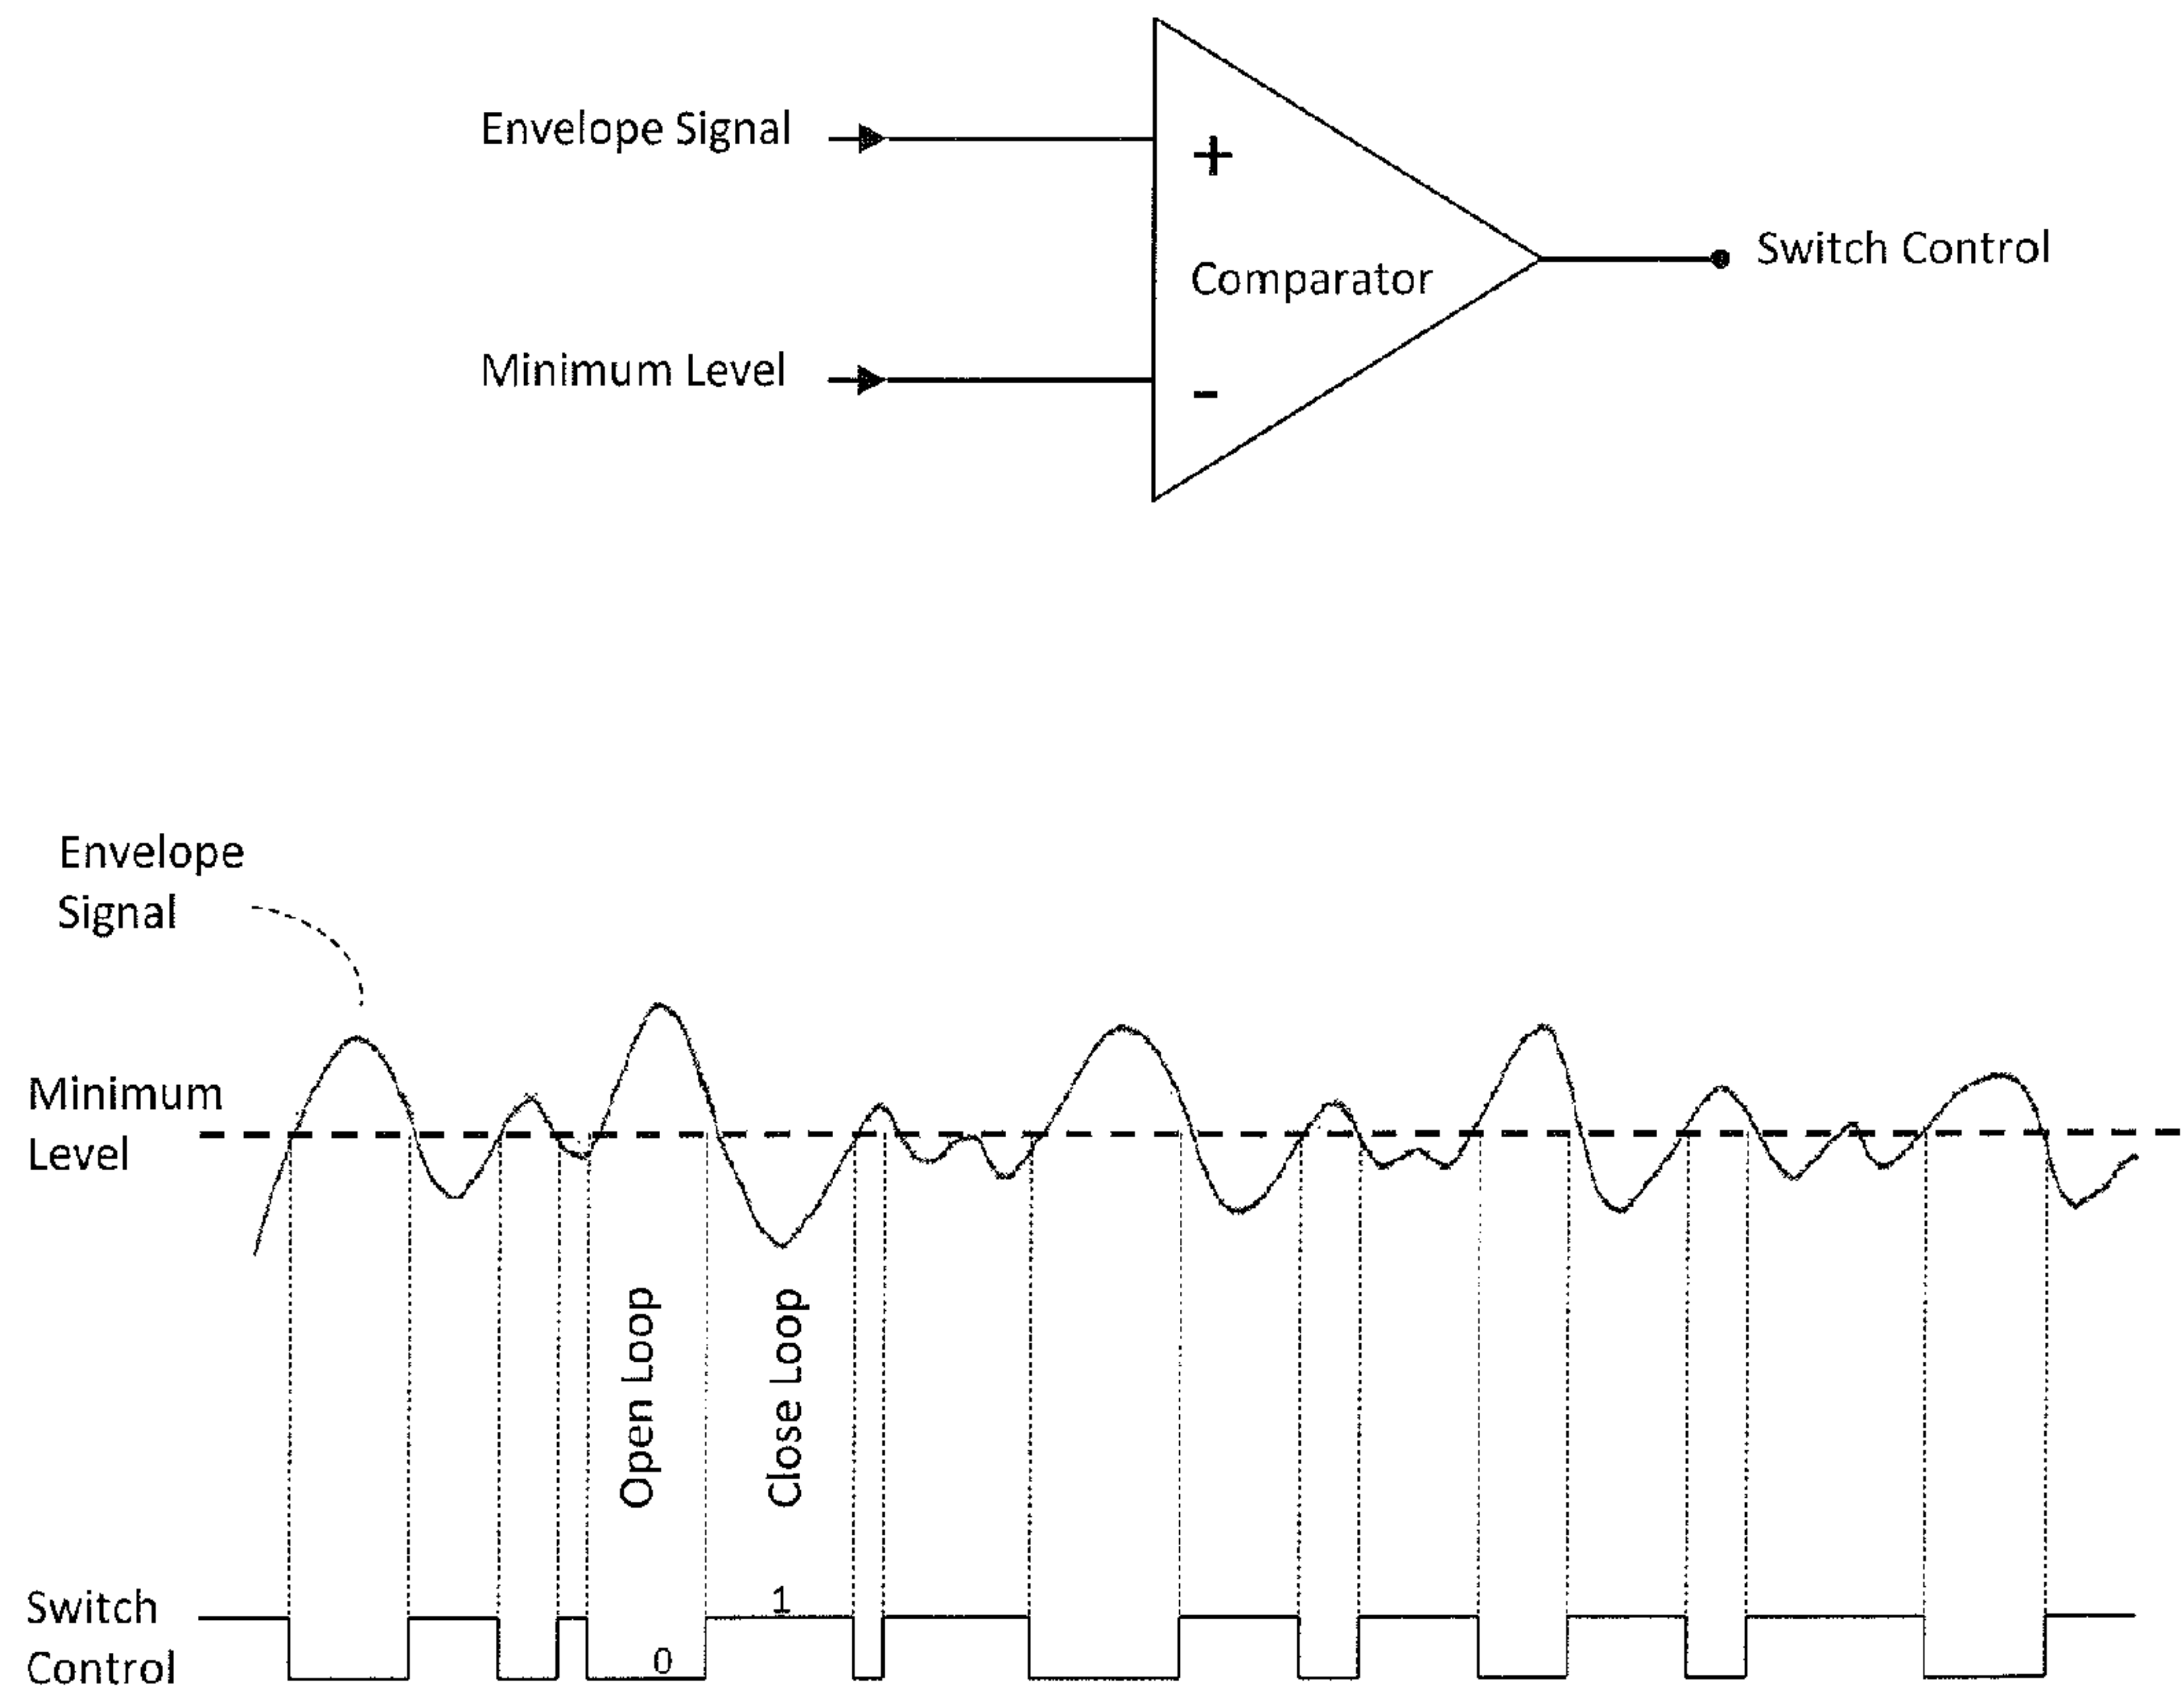 Envelope Signal
+
Comparator
Switch Control
Minimum Level
-
Envelope
Signal
Minimum
Level
Open Loop
Close Loop
Switch
Control
1
0